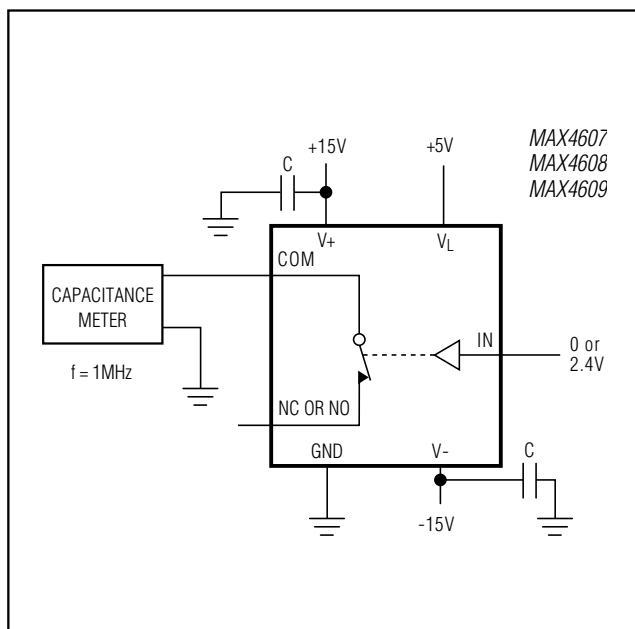 MAX4607
MAX4608
MAX4609
+15V
+5V
C
V+
VL
COM
CAPACITANCE
METER
f = 1MHz
IN
0 or
2.4V
NC OR NO
GND
V-
C
-15V